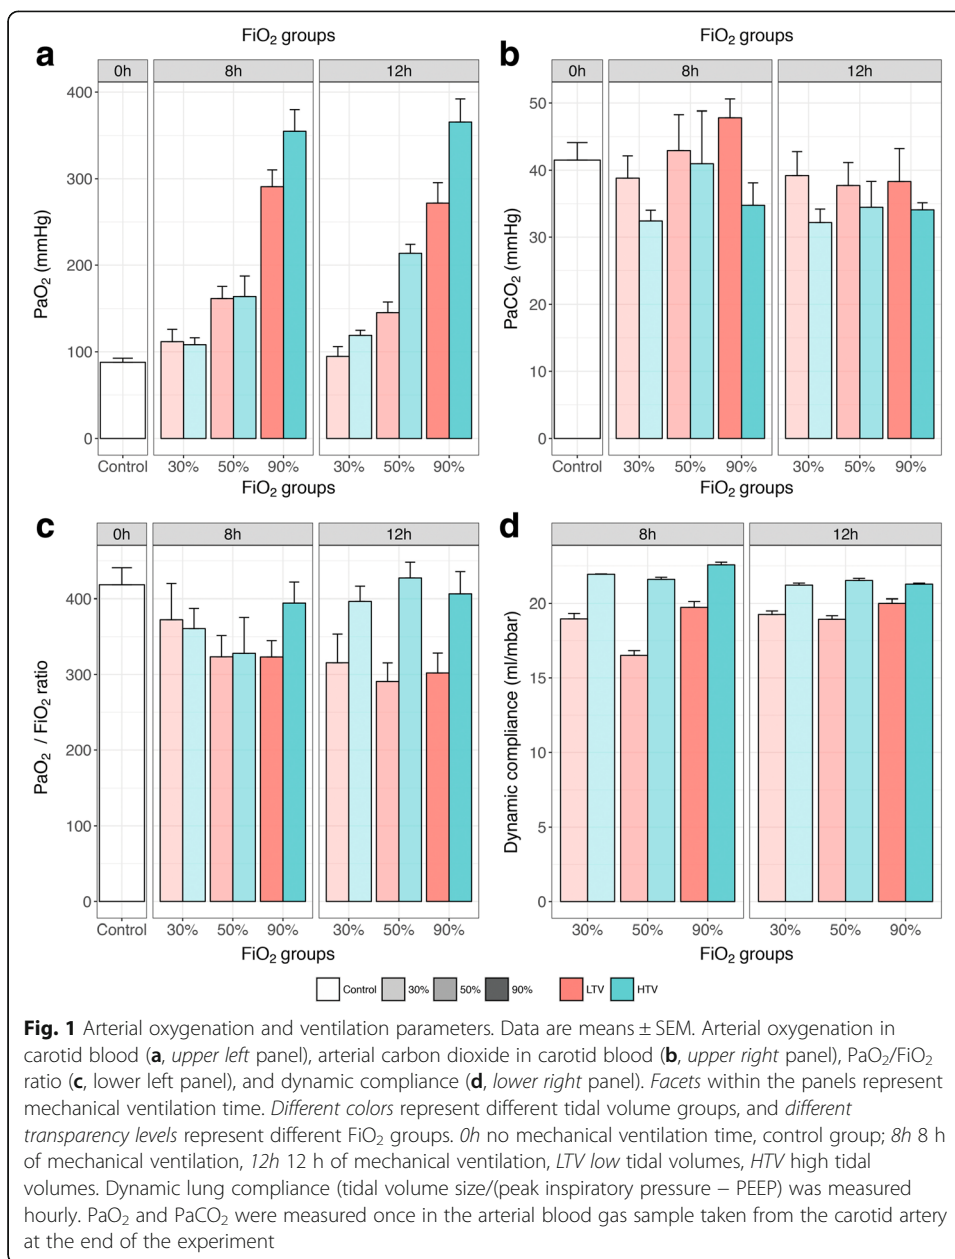 FiO2 groups
a
0h 8h 12h
400
300
200
100
0
PaO2 (mmHg)
Control 30% 50% 90% 30% 50% 90%
FiO2 groups
FiO2 groups
b
0h 8h 12h
50
40
30
20
10
0
PaCO2 (mmHg)
Control 30% 50% 90% 30% 50% 90%
FiO2 groups
c
0h 8h 12h
400
300
200
100
0
PaO2 / FiO2 ratio
Control 30% 50% 90% 30% 50% 90%
FiO2 groups
d
8h 12h
20
15
10
5
0
Dynamic compliance (ml/mbar)
30% 50% 90% 30% 50% 90%
FiO2 groups
Control 30% 50% 90% LTV HTV
Fig. 1 Arterial oxygenation and ventilation parameters. Data are means ± SEM. Arterial oxygenation in
carotid blood (a, upper left panel), arterial carbon dioxide in carotid blood (b, upper right panel), PaO2/FiO2
ratio (c, lower left panel), and dynamic compliance (d, lower right panel). Facets within the panels represent
mechanical ventilation time. Different colors represent different tidal volume groups, and different
transparency levels represent different FiO2 groups. 0h no mechanical ventilation time, control group; 8h 8 h
of mechanical ventilation, 12h 12 h of mechanical ventilation, LTV low tidal volumes, HTV high tidal
volumes. Dynamic lung compliance (tidal volume size/(peak inspiratory pressure − PEEP) was measured
hourly. PaO2 and PaCO2 were measured once in the arterial blood gas sample taken from the carotid artery
at the end of the experiment